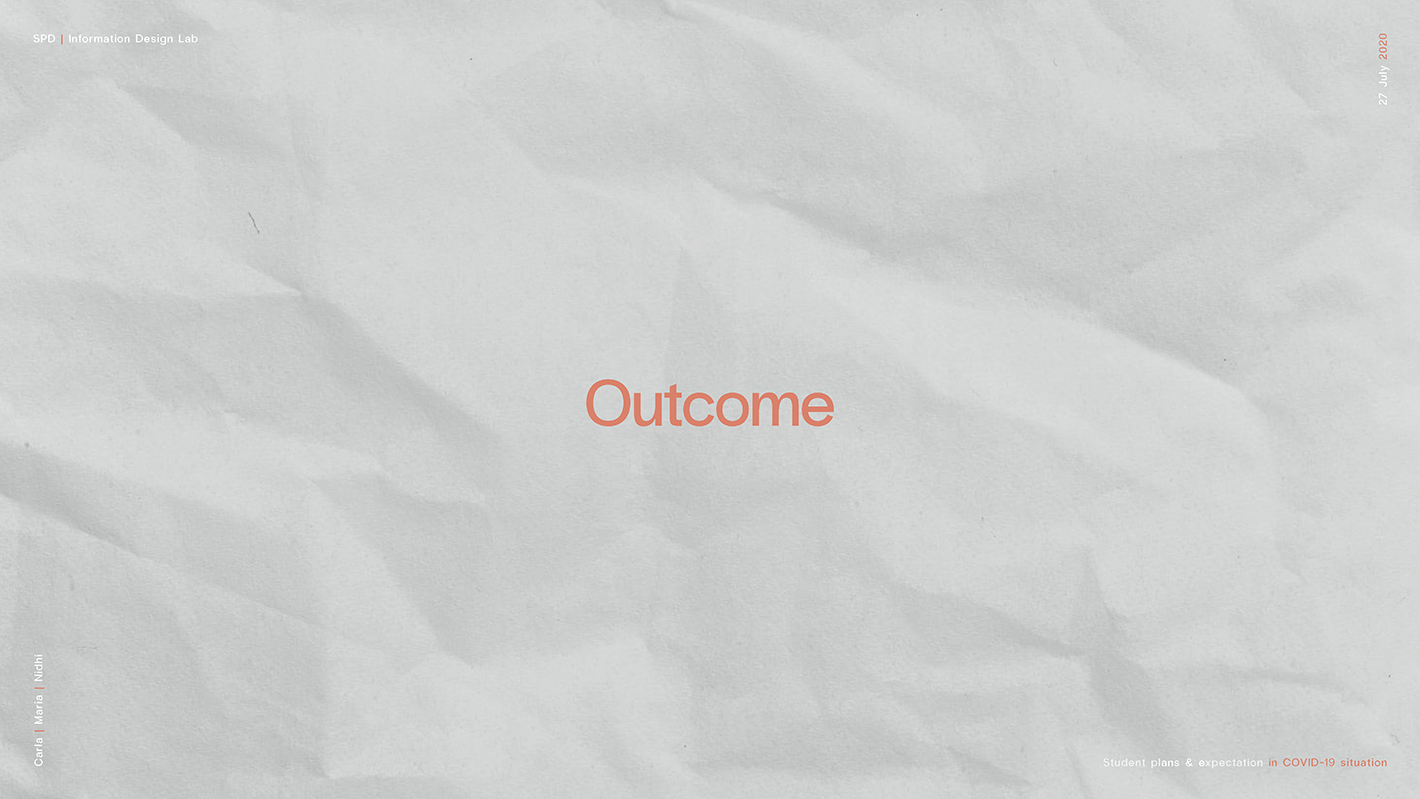 SPD | Information Design Lab
27 July 2020
Outcome
Carla | Maria | Nidhi
Student plans & expectation in COVID-19 situation